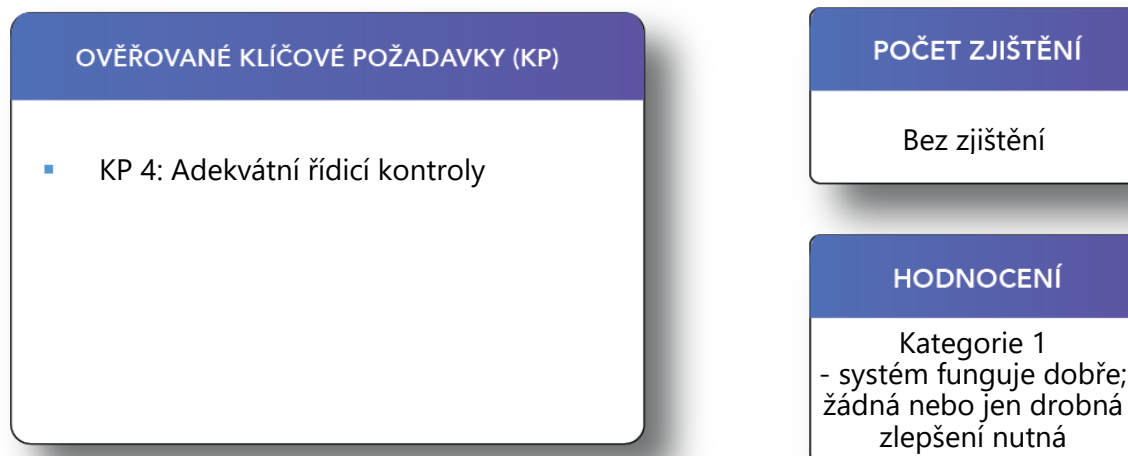 OVĚŘOVANÉ KLÍČOVÉ POŽADAVKY (KP)
▪ KP 4: Adekvátní řídicí kontroly
POČET ZJIŠTĚNÍ
Bez zjištění
HODNOCENÍ
Kategorie 1
- systém funguje dobře;
žádná nebo jen drobná
zlepšení nutná